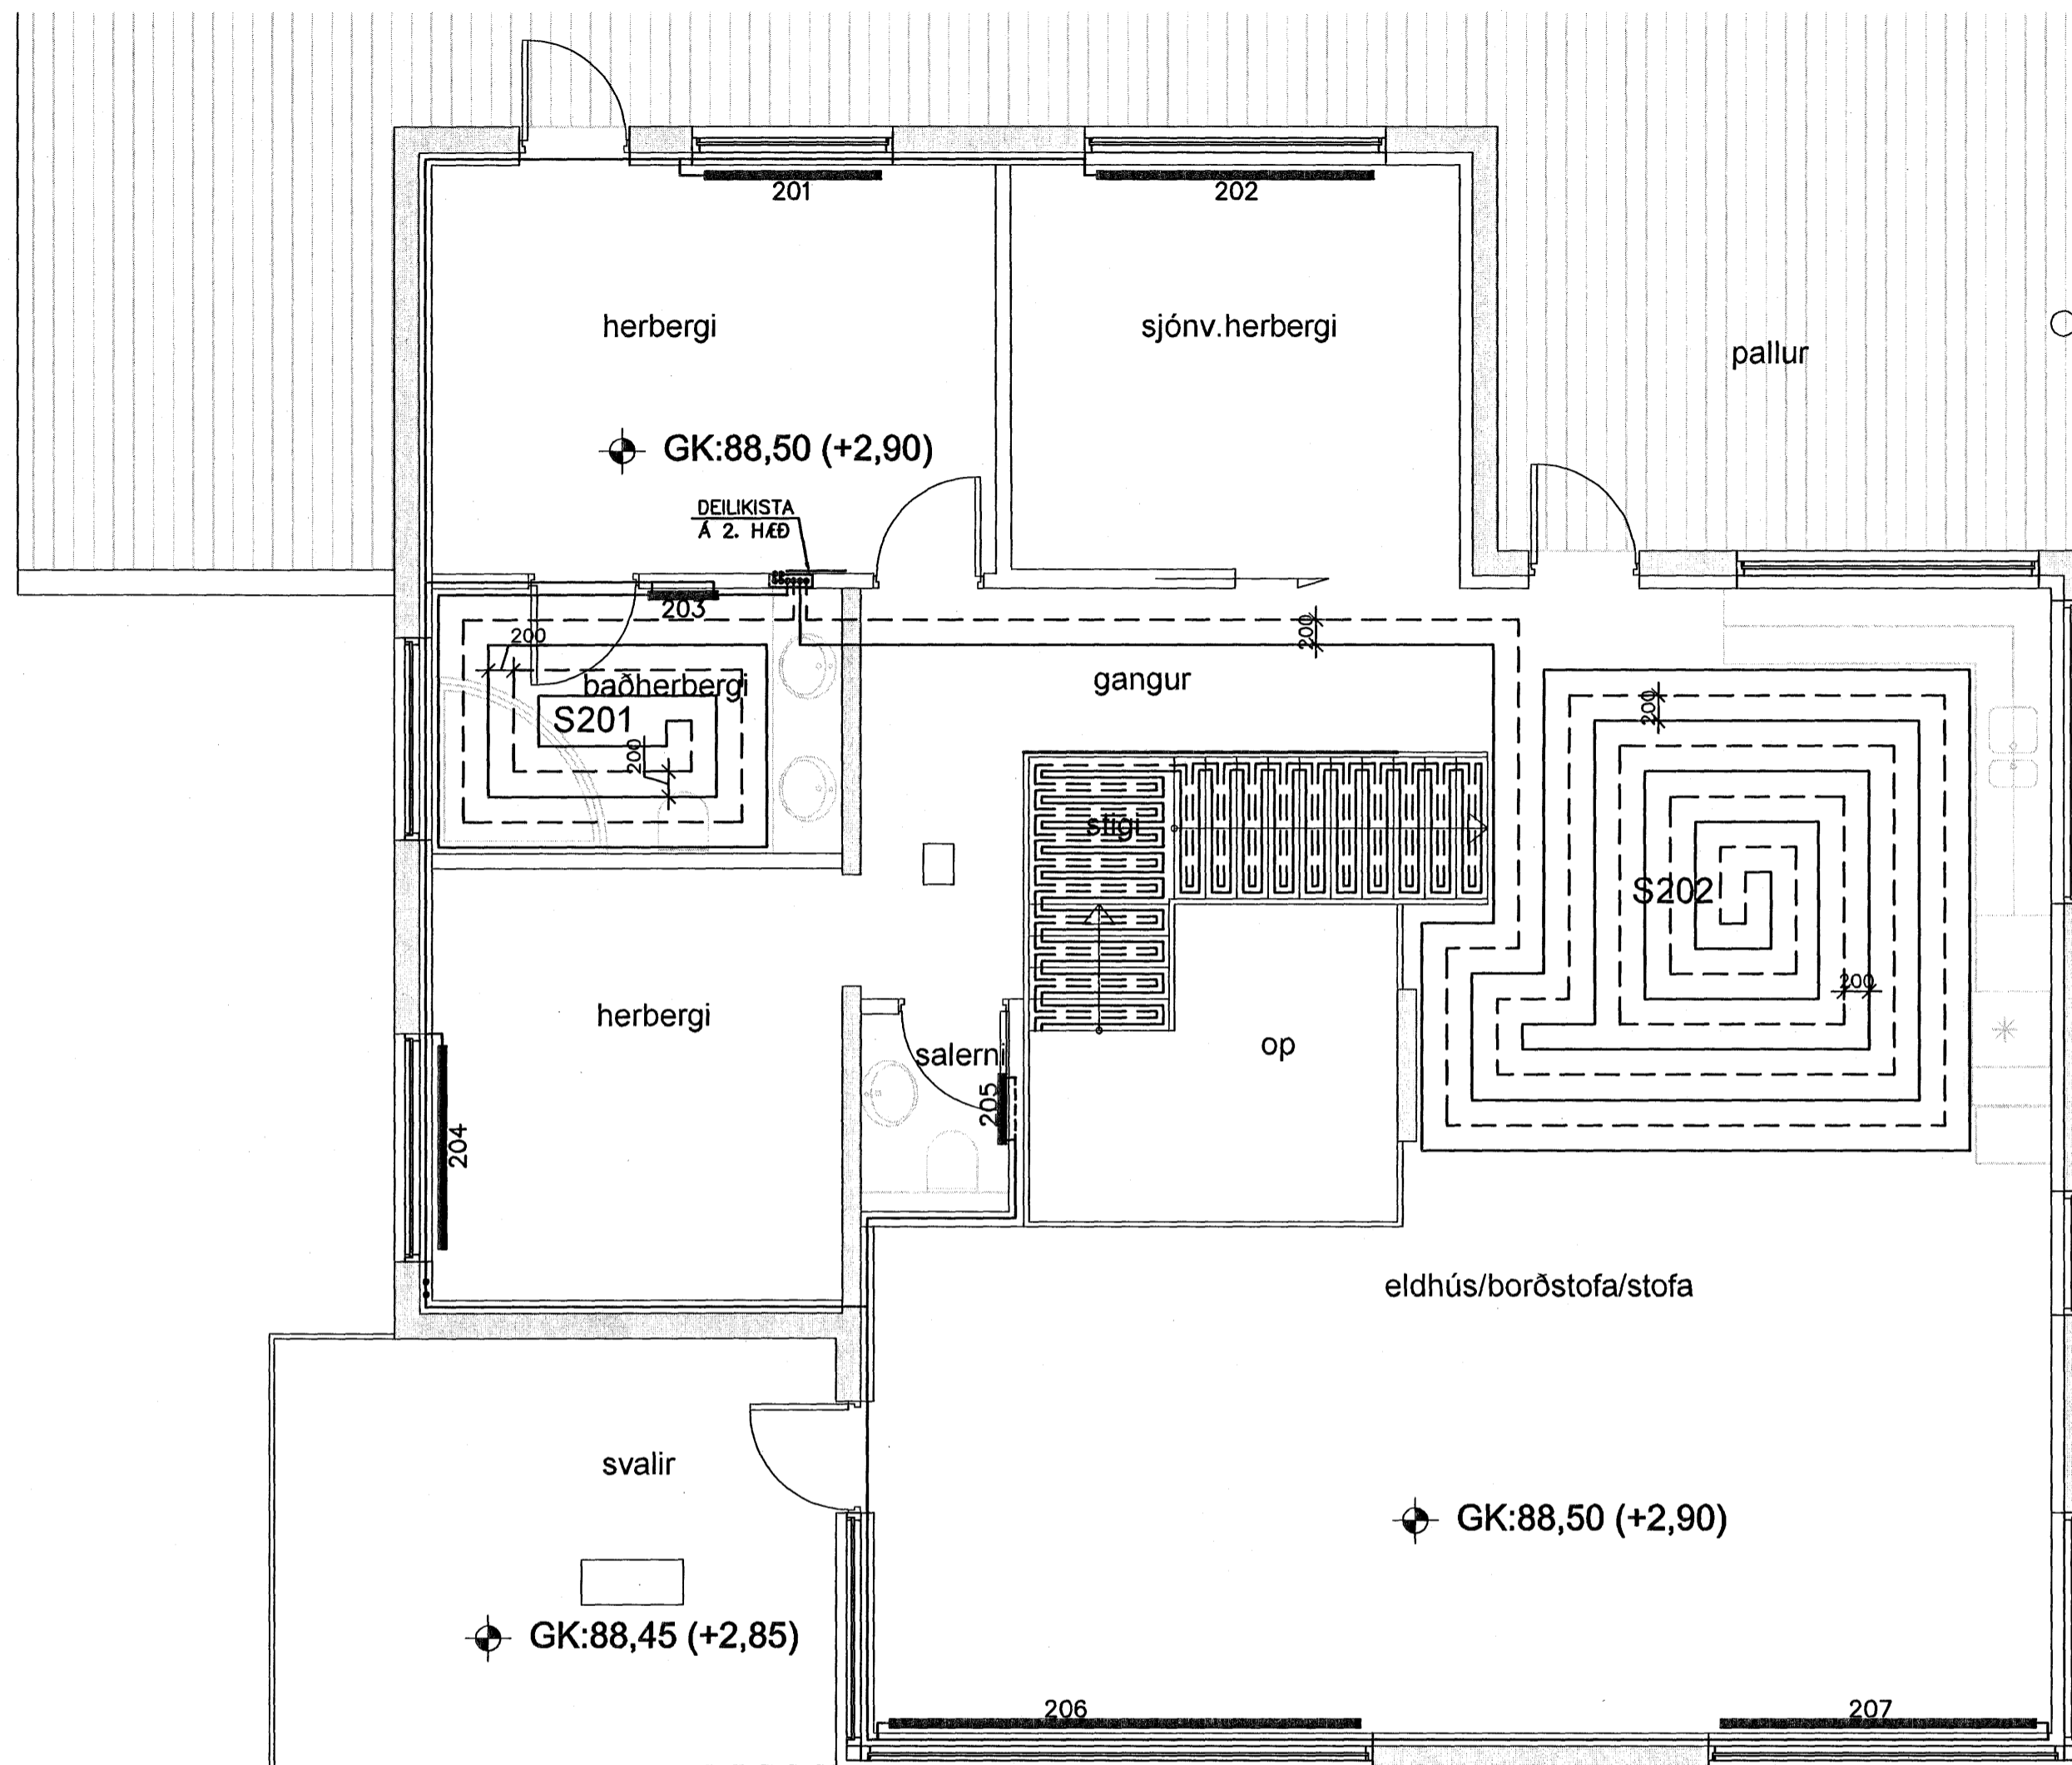 201
202
herbergi
sjónv.herbergi
pallur
GK:88,50 (+2,90)
DEILIKISTA
Á 2. HÆÐ
203
200
200
baðherbergi
gangur
S201
200
200
stigi
S202
200
herbergi
salerni
op
205
204
eldhús/borðstofa/stofa
svalir
GK:88,50 (+2,90)
GK:88,45 (+2,85)
206
207